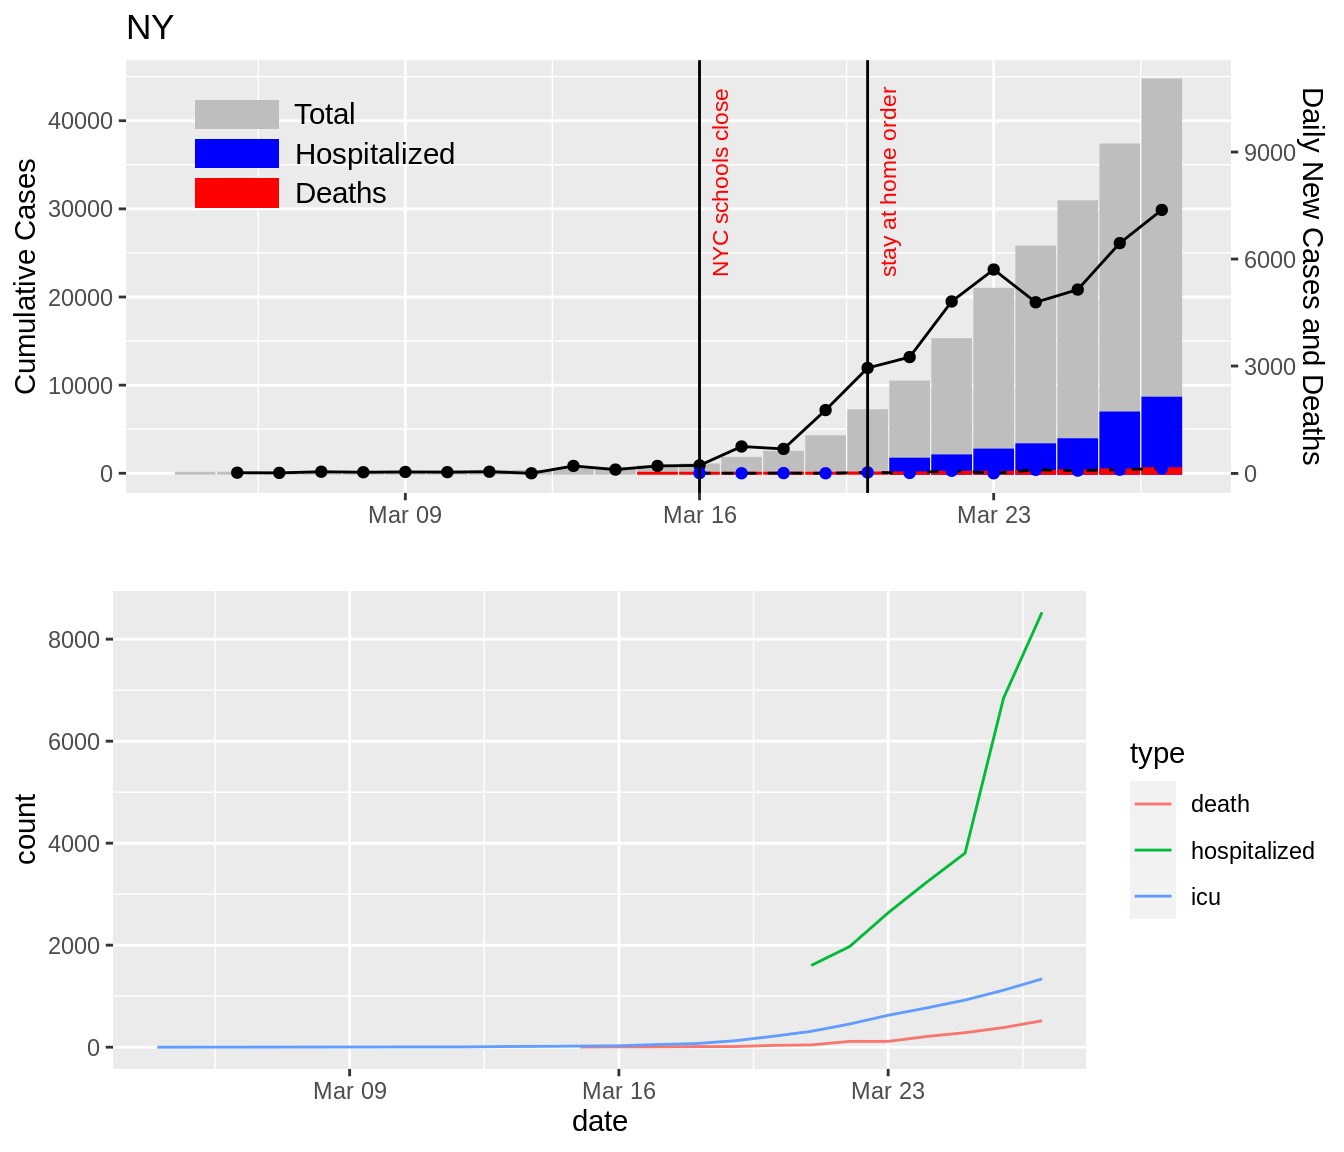 NY
Total
Hospitalized
Deaths
NYC schools close
stay at home order
Cumulative Cases
40000
30000
20000
10000
0
9000
6000
3000
0
Daily New Cases and Deaths
Mar 09
Mar 16
Mar 23
count
8000
6000
4000
2000
0
Mar 09
Mar 16
Mar 23
date
type
death
hospitalized
icu